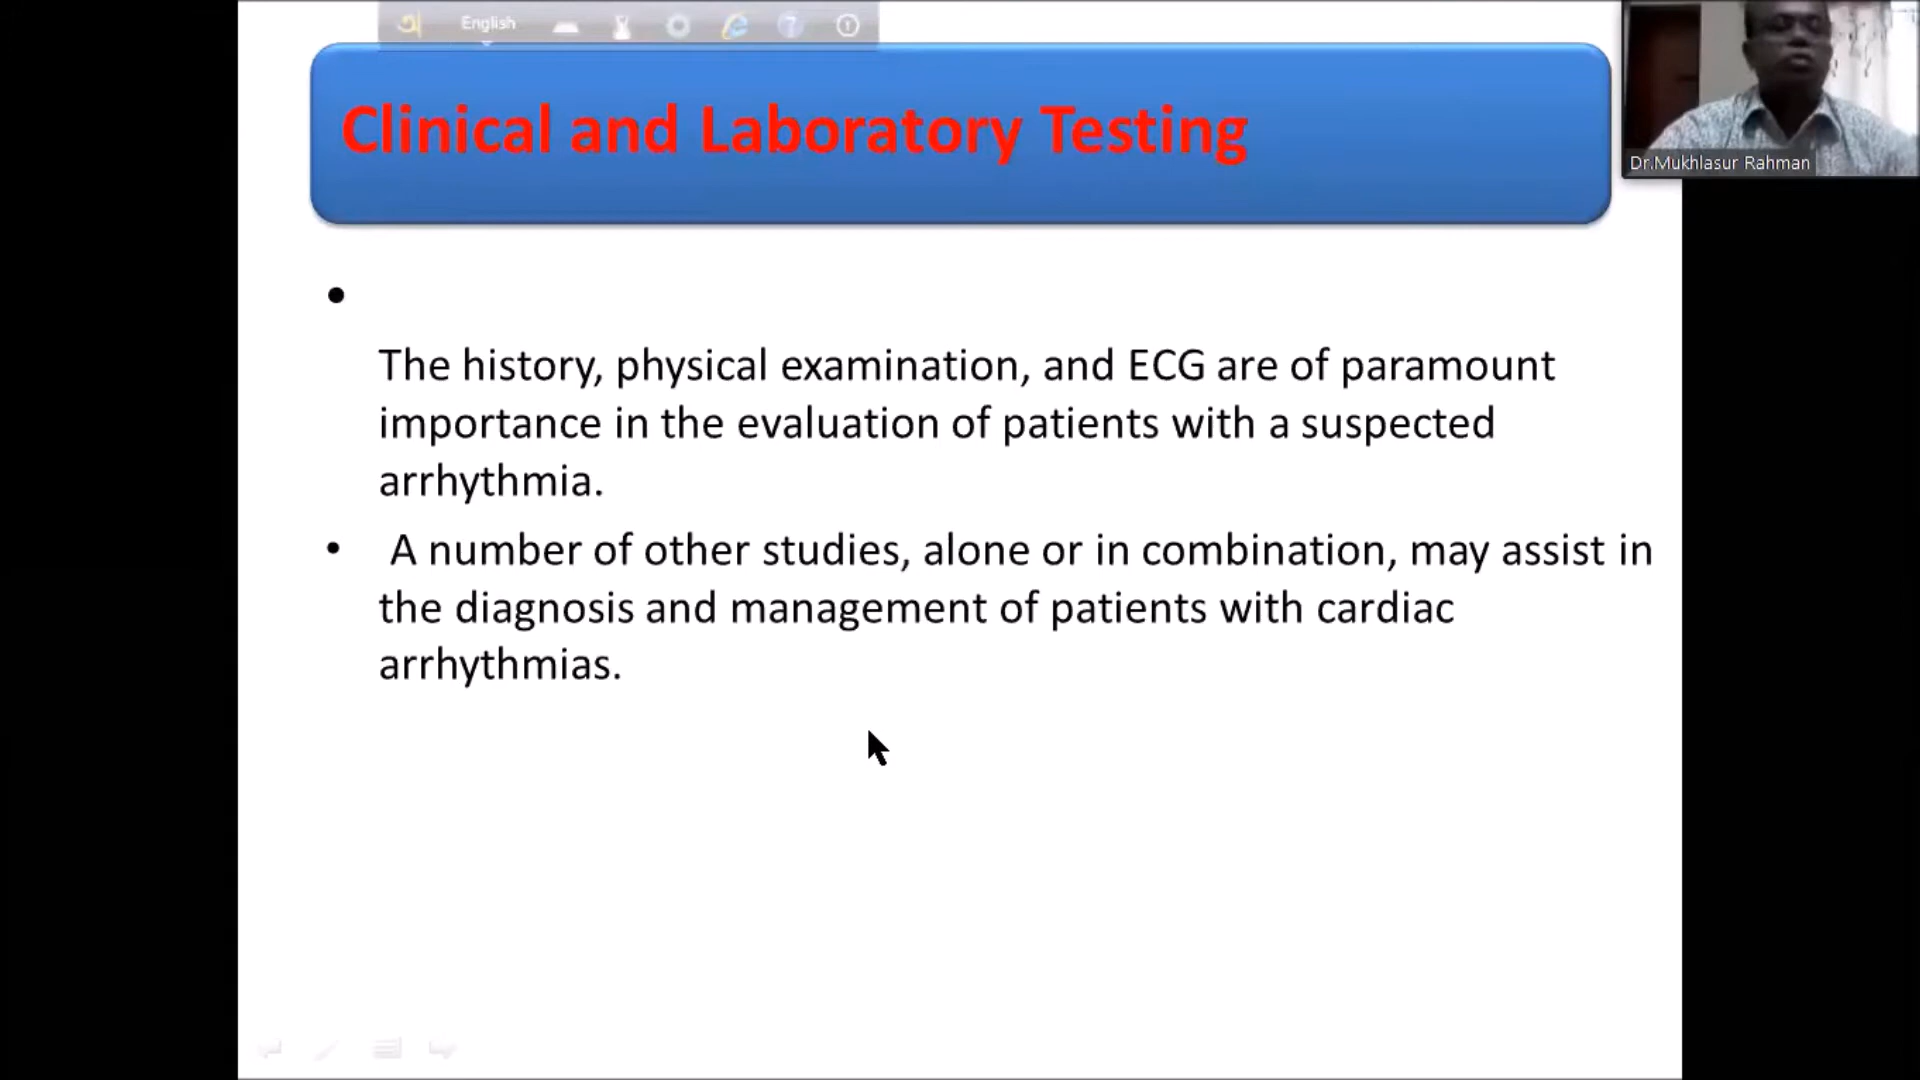 অ English
Clinical and Laboratory Testing
Dr.Mukhlasur Rahman
•
The history, physical examination, and ECG are of paramount
importance in the evaluation of patients with a suspected
arrhythmia.
• A number of other studies, alone or in combination, may assist in
the diagnosis and management of patients with cardiac
arrhythmias.